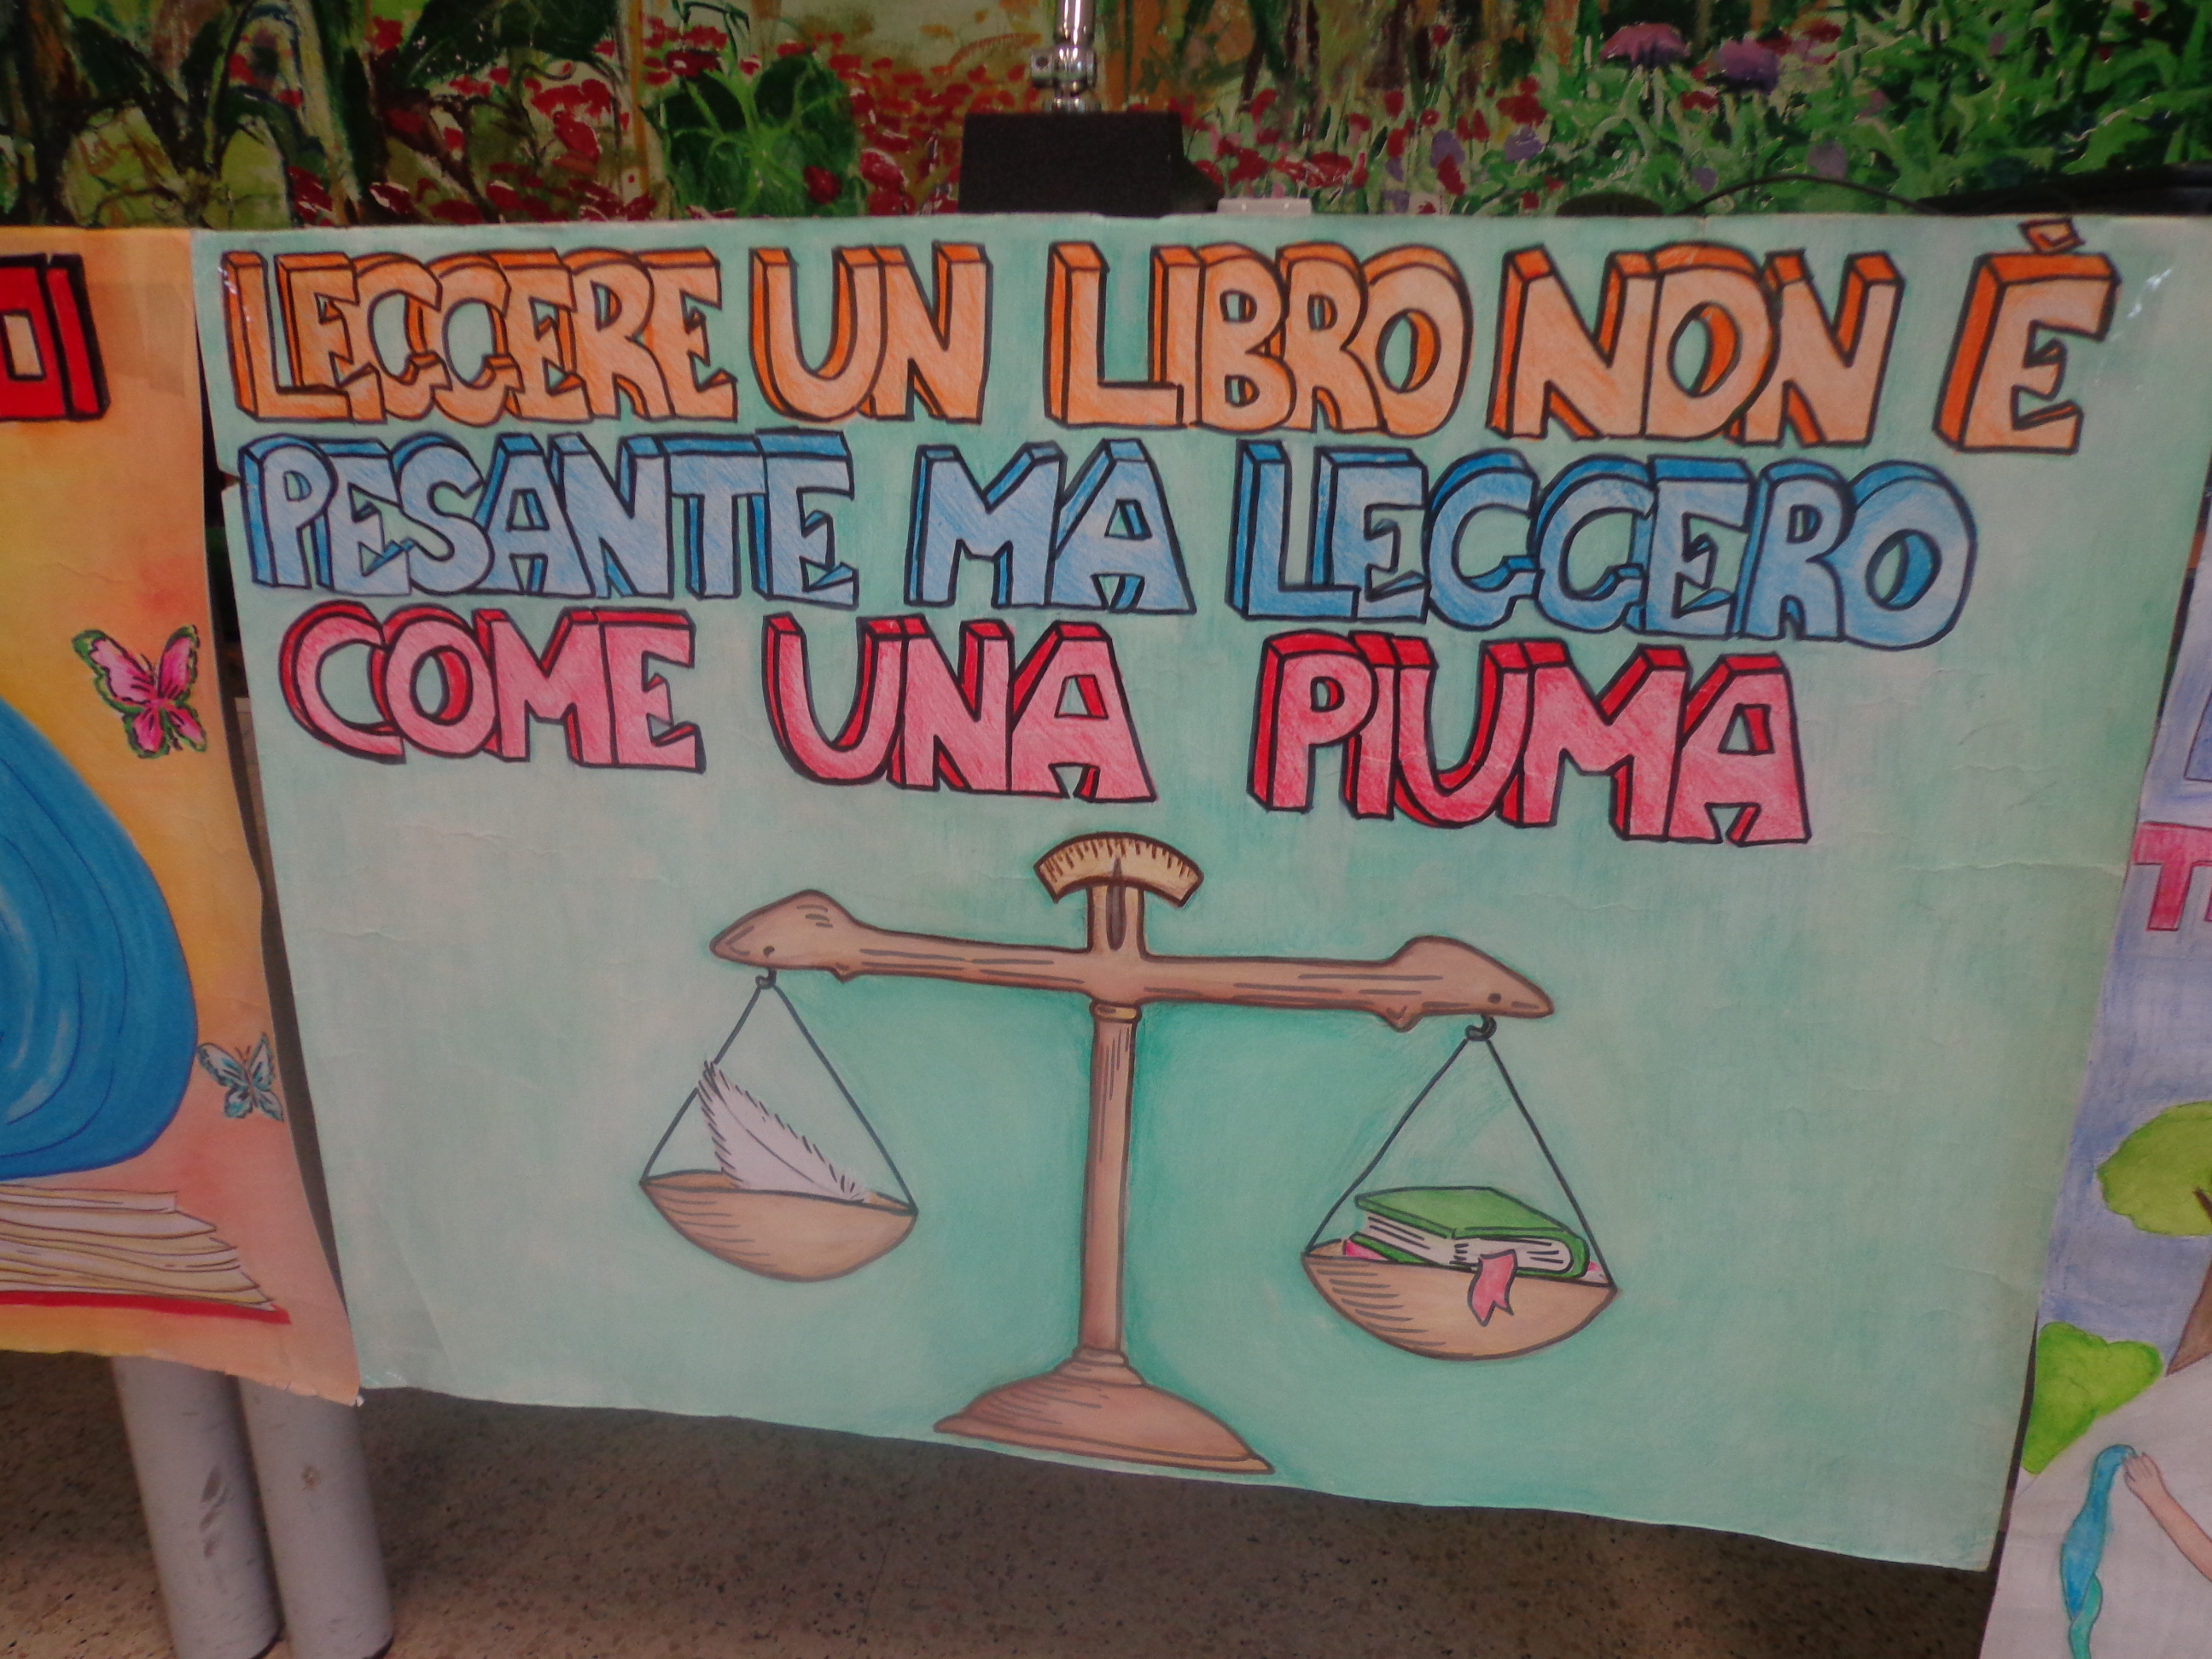 LEGGERE UN LIBRO NON È
PESANTE MA LEGGERO
COME UNA PIUMA